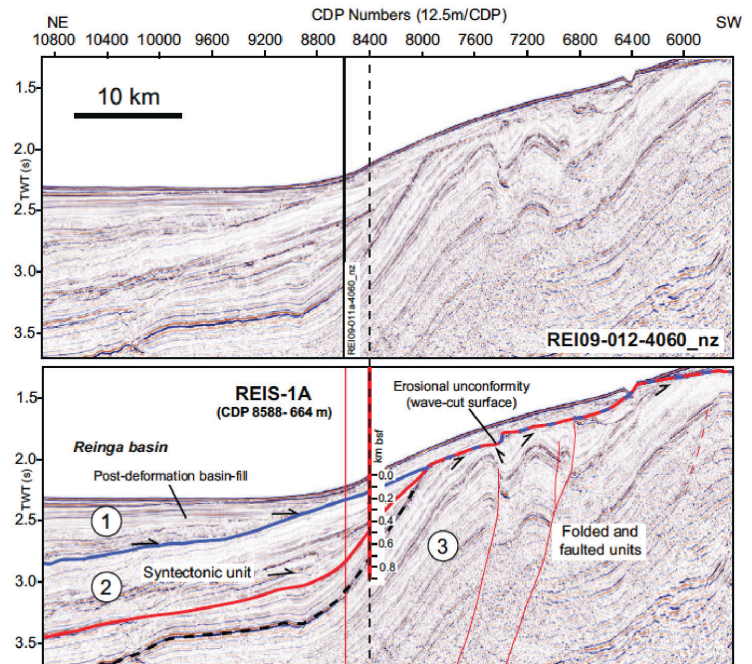 NE
CDP Numbers (12.5m/CDP)
SW
10800 10400 10000 9600 9200 8800 8400 8000 7600 7200 6800 6400 6000
10 km
1.5
2.0
2.5
3.0
3.5
TWT (s)
REI09-011a-4060_nz
REI09-012-4060_nz
REIS-1A
(CDP 8588- 664 m)
Erosional unconformity
(wave-cut surface)
Reinga basin
Post-deformation basin-fill
1
2
3
Syntectonic unit
Folded and
faulted units
km bsf
0.0
0.2
0.4
0.6
0.8
1.5
2.0
2.5
3.0
3.5
TWT (s)